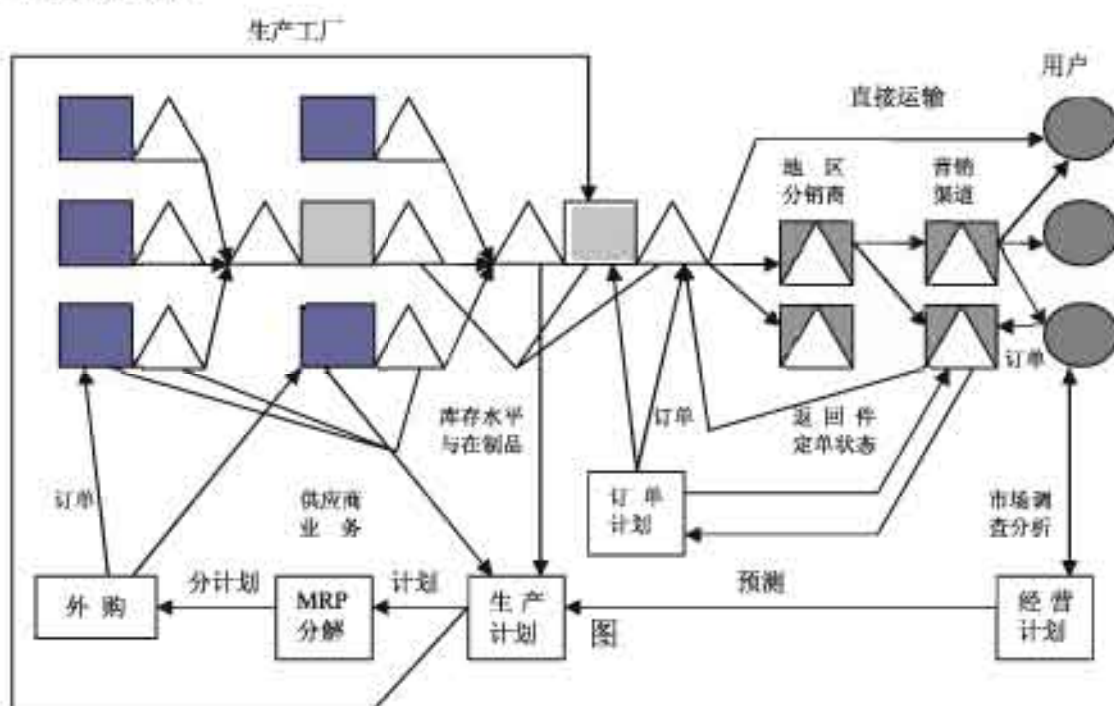 生产工厂
用户
直接运输
地 区
分销商
营销
渠道
订单
库存水平
与在制品
订单
返 回 件
定单状态
订单
供应商
业 务
订 单
计划
市场调
查分析
外 购
分计划
MRP
分解
计划
生 产
计划
图
预测
经 营
计划